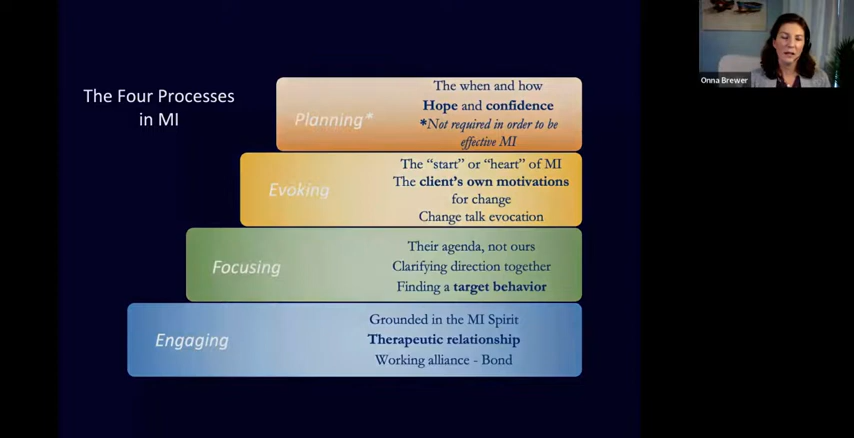 The Four Processes
in MI
Planning*
The when and how
Hope and confidence
*Not required in order to be
effective MI
Evoking
The “start” or “heart” of MI
The client’s own motivations
for change
Change talk evocation
Focusing
Their agenda, not ours
Clarifying direction together
Finding a target behavior
Engaging
Grounded in the MI Spirit
Therapeutic relationship
Working alliance - Bond
Onna Brewer